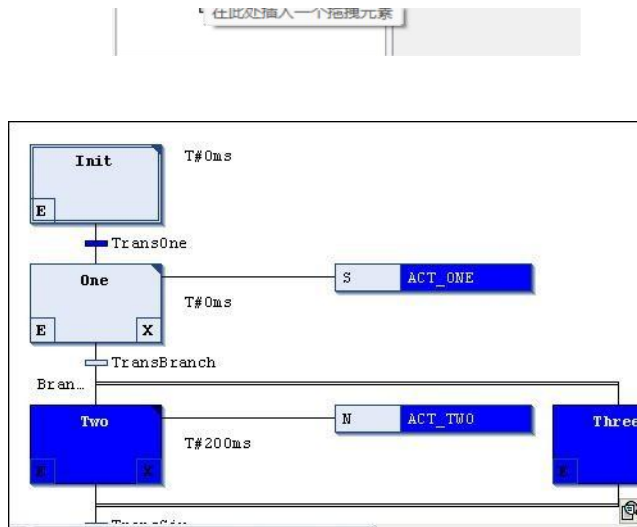 在此处插入一个拖拽元素
Init
T#0ms
E
TransOne
One
S
ACT_ONE
T#0ms
E
X
TransBranch
Bran…
Two
N
ACT_TWO
Three
T#200ms
E
X
E